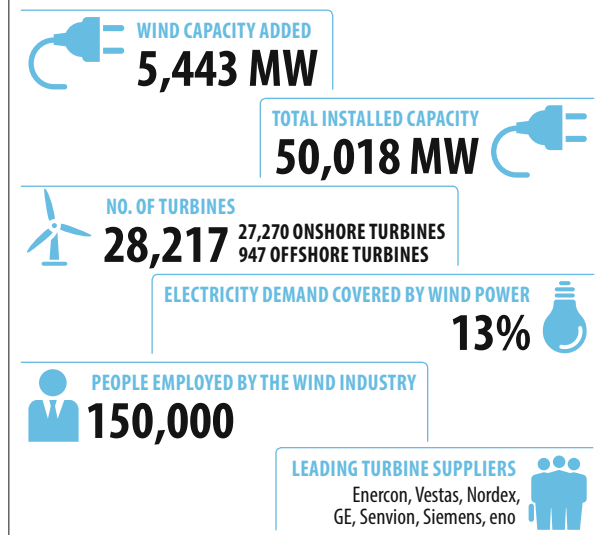 WIND CAPACITY ADDED
5,443 MW
TOTAL INSTALLED CAPACITY
50,018 MW
NO. OF TURBINES
28,217
27,270 ONSHORE TURBINES
947 OFFSHORE TURBINES
ELECTRICITY DEMAND COVERED BY WIND POWER
13%
PEOPLE EMPLOYED BY THE WIND INDUSTRY
150,000
LEADING TURBINE SUPPLIERS
Enercon, Vestas, Nordex,
GE, Senvion, Siemens, eno